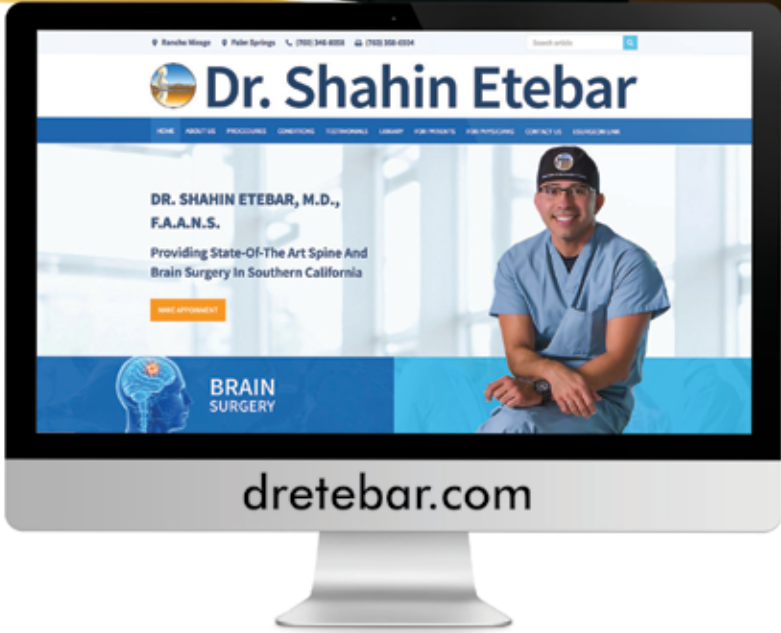 Rancho Mirage Palm Springs
Search article
Dr. Shahin Etebar
HOME ABOUT US PROCEDURES CONDITIONS TESTIMONIALS LIBRARY FOR PATIENTS FOR PHYSICIANS CONTACT US
DR. SHAHIN ETEBAR, M.D.,
F.A.A.N.S.
Providing State-Of-The Art Spine And
Brain Surgery In Southern California
BRAIN
SURGERY
dretebar.com